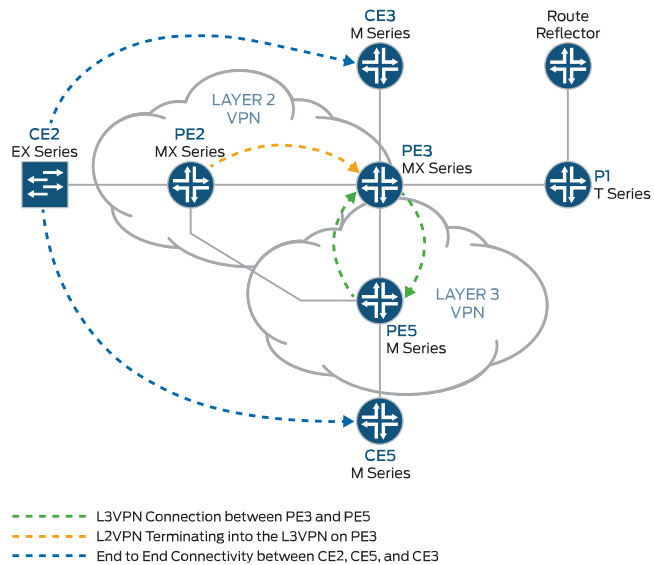 CE3
M Series
Route
Reflector
LAYER 2
VPN
CE2
EX Series
PE2
MX Series
PE3
MX Series
P1
T Series
LAYER 3
VPN
PE5
M Series
CE5
M Series
L3VPN Connection between PE3 and PE5
L2VPN Terminating into the L3VPN on PE3
End to End Connectivity between CE2, CE5, and CE3